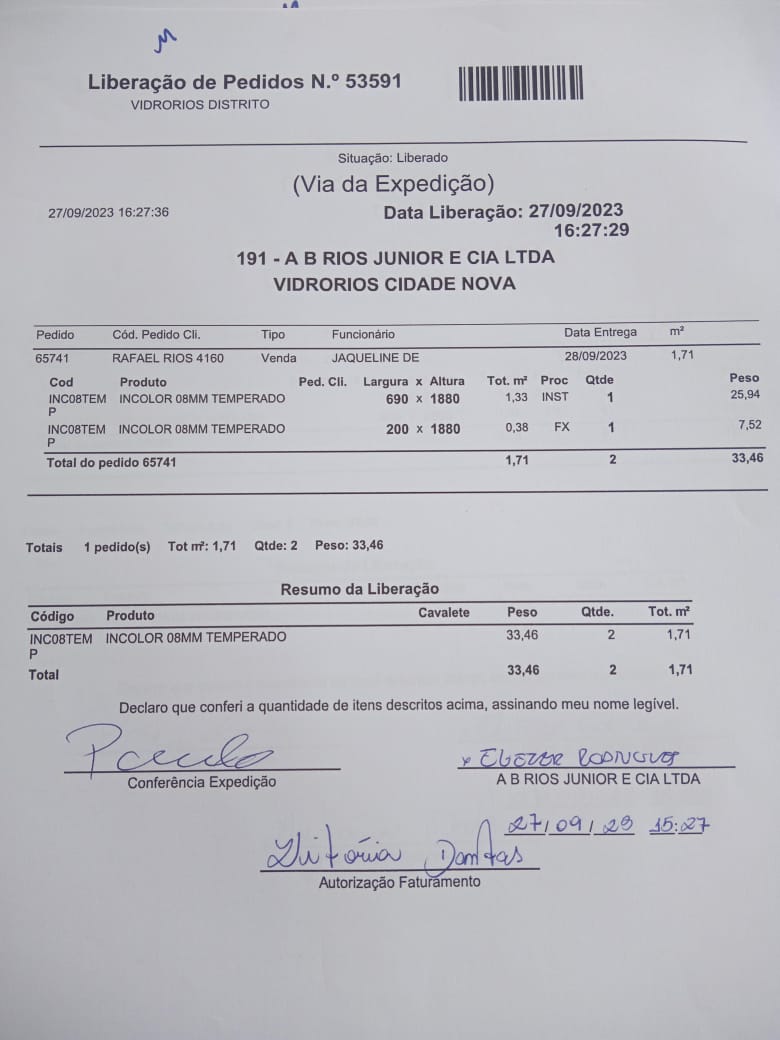 Liberação de Pedidos N.º 53591
VIDRORIOS DISTRITO
Situação: Liberado
(Via da Expedição)
27/09/2023 16:27:36 Data Liberação: 27/09/2023
16:27:29
191 - A B RIOS JUNIOR E CIA LTDA
VIDRORIOS CIDADE NOVA
Pedido Cód. Pedido Cli. Tipo Funcionário Data Entrega m²
65741 RAFAEL RIOS 4160 Venda JAQUELINE DE 28/09/2023 1,71
Cod Produto Ped. Cli. Largura x Altura Tot. m² Proc Qtde Peso
INC08TEM INCOLOR 08MM TEMPERADO 690 x 1880 1,33 INST 1 25,94
P
INC08TEM INCOLOR 08MM TEMPERADO 200 x 1880 0,38 FX 1 7,52
P
Total do pedido 65741 1,71 2 33,46
Totais 1 pedido(s) Tot m²: 1,71 Qtde: 2 Peso: 33,46
Resumo da Liberação
Código Produto Cavalete Peso Qtde. Tot. m²
INC08TEM INCOLOR 08MM TEMPERADO 33,46 2 1,71
P
Total 33,46 2 1,71
Declaro que conferi a quantidade de itens descritos acima, assinando meu nome legível.
x Eliezer Rodrigues
Conferência Expedição A B RIOS JUNIOR E CIA LTDA
27/09/23 15:27
Vitória Dantas
Autorização Faturamento